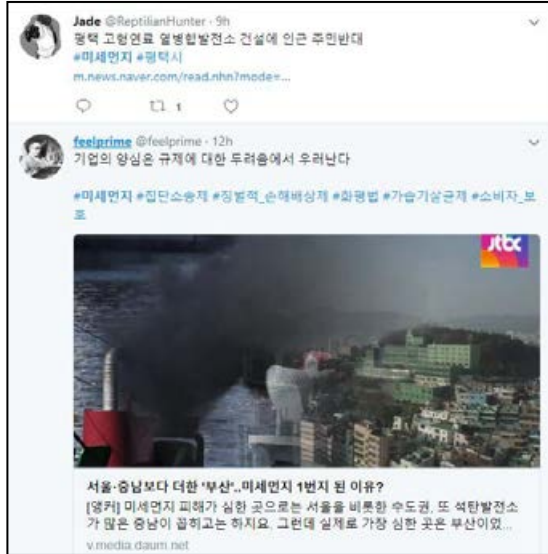 Jade @ReptilianHunter · 9h
평택 고형연료 열병합발전소 건설에 인근 주민반대
#미세먼지 #평택시
m.news.naver.com/read.nhn?mode=...
1
feelprime @feelprime · 12h
기업의 양심은 규제에 대한 두려움에서 우러난다
#미세먼지 #집단소송제 #징벌적_손해배상제 #화평법 #가습기살균제 #소비자_보
호
jtbc
서울·충남보다 더한 '부산'..미세먼지 1번지 된 이유?
[앵커] 미세먼지 피해가 심한 곳으로는 서울을 비롯한 수도권, 또 석탄발전소
가 많은 충남이 꼽히고는 하지요. 그런데 실제로 가장 심한 곳은 부산이었...
v.media.daum.net